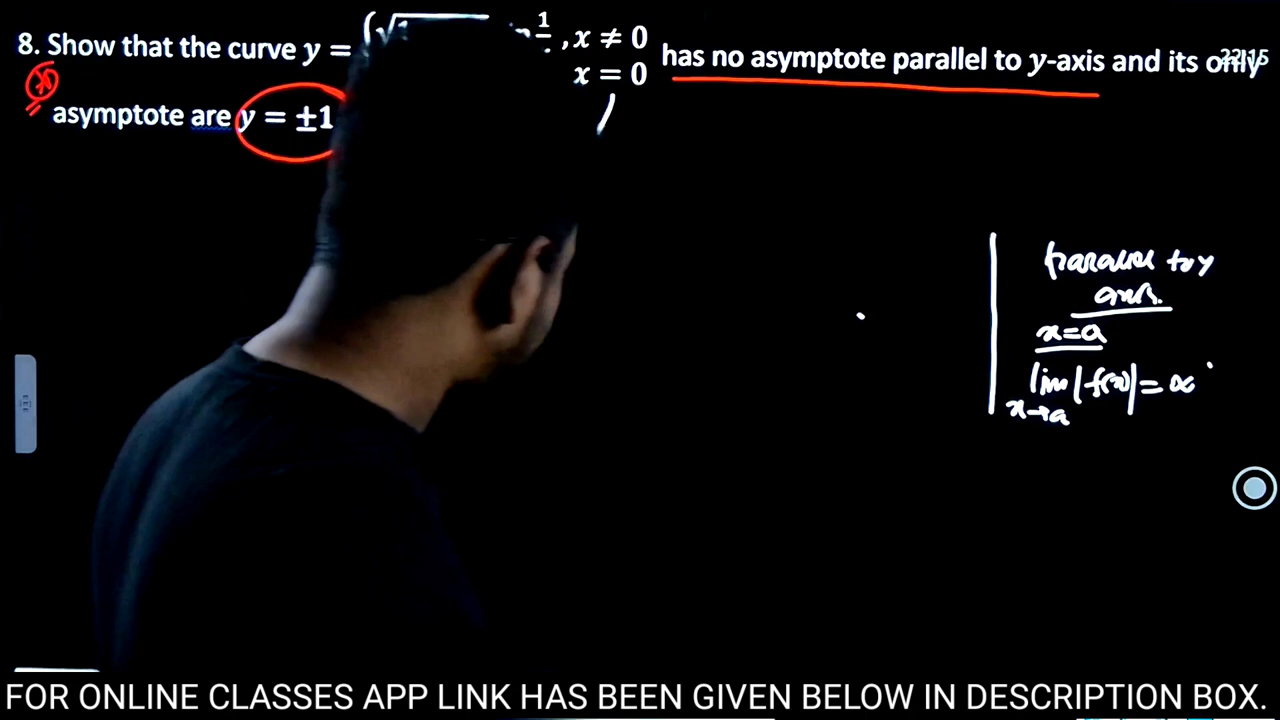 8. Show that the curve y = , x ≠ 0 has no asymptote parallel to y-axis and its only
x = 0
asymptote are y = ±1
parallel to y
axis.
x=a
lim |f(x)| = ∞
x→a
FOR ONLINE CLASSES APP LINK HAS BEEN GIVEN BELOW IN DESCRIPTION BOX.